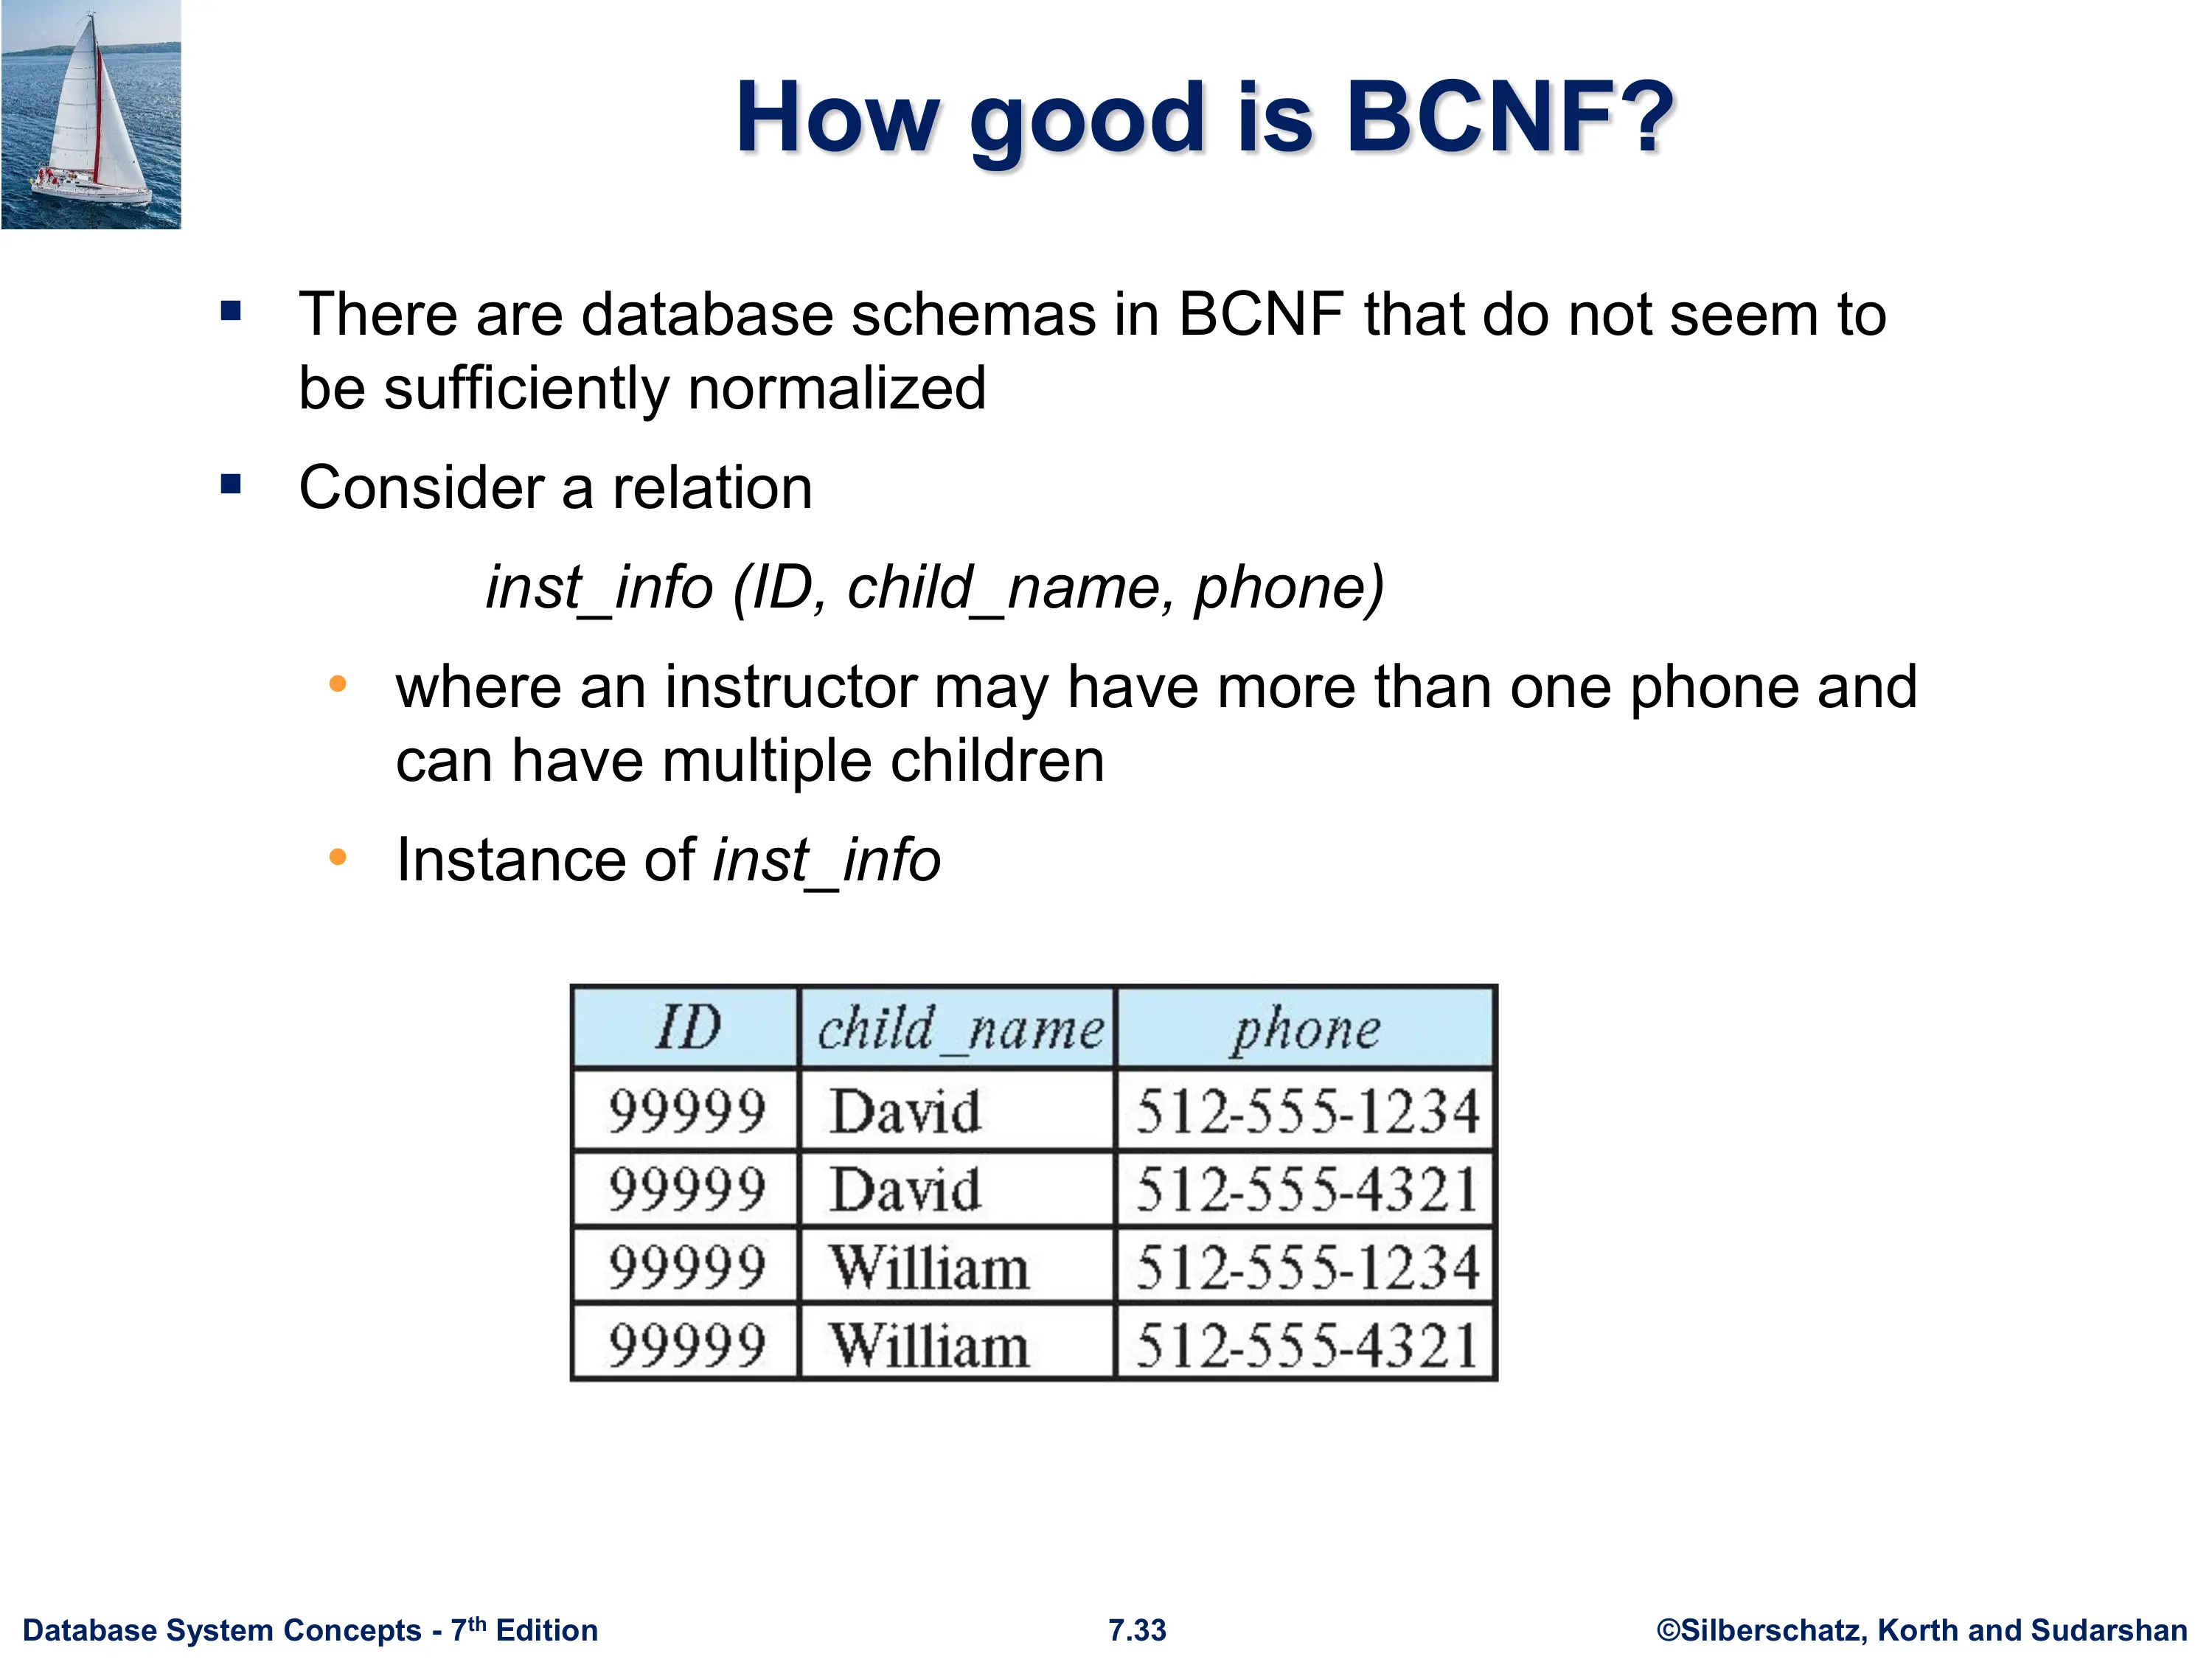 How good is BCNF?
▪ There are database schemas in BCNF that do not seem to
be sufficiently normalized
▪ Consider a relation
inst_info (ID, child_name, phone)
• where an instructor may have more than one phone and
can have multiple children
• Instance of inst_info
ID child_name phone
99999 David 512-555-1234
99999 David 512-555-4321
99999 William 512-555-1234
99999 William 512-555-4321
Database System Concepts - 7th Edition 7.33 ©Silberschatz, Korth and Sudarshan